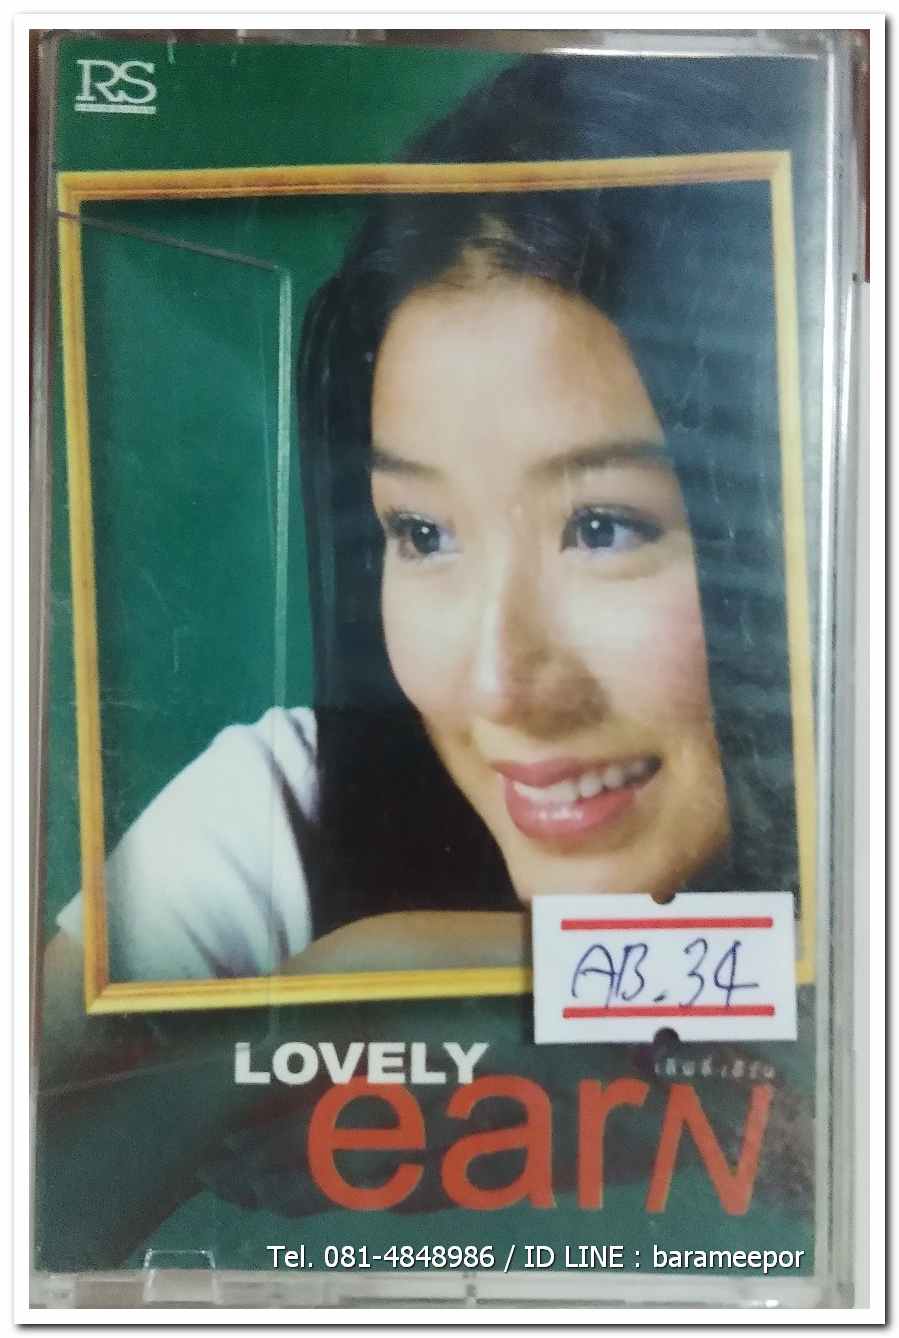 RS
AB.34
LOVELY
earN
Tel. 081-4848986 / ID LINE : barameepor